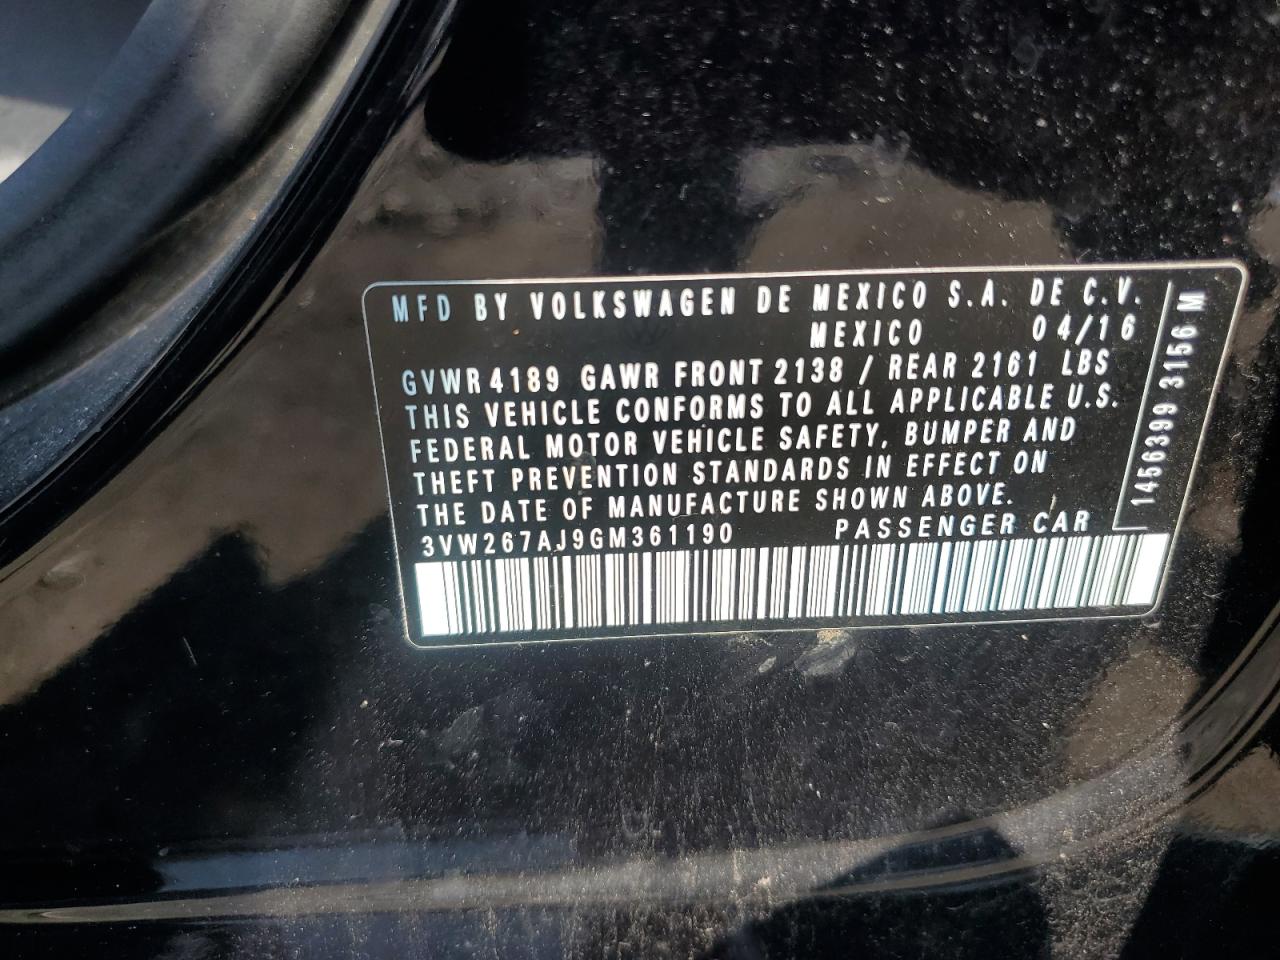 MFD BY VOLKSWAGEN DE MEXICO S.A. DE C.V.
MEXICO 04/16
GVWR 4189 GAWR FRONT 2138 / REAR 2161 LBS
THIS VEHICLE CONFORMS TO ALL APPLICABLE U.S.
FEDERAL MOTOR VEHICLE SAFETY, BUMPER AND
THEFT PREVENTION STANDARDS IN EFFECT ON
THE DATE OF MANUFACTURE SHOWN ABOVE.
3VW267AJ9GM361190 PASSENGER CAR
1456399 3156 M